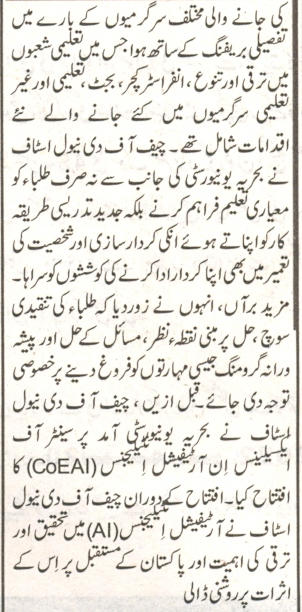 کی جانے والی مختلف سرگرمیوں کے بارے میں
تفصیلی بریفنگ کے ساتھ ہوا جس میں تعلیمی شعبوں
میں ترقی اور تنوع، انفراسٹرکچر، بجٹ، تعلیمی اور غیر
تعلیمی سرگرمیوں میں کئے جانے والے نئے
اقدامات شامل تھے۔ چیف آف دی نیول اسٹاف
نے بحریہ یونیورسٹی کی جانب سے نہ صرف طلباء کو
معیاری تعلیم فراہم کرنے بلکہ جدید تدریسی طریقہ
کار کو اپناتے ہوئے انکی کردار سازی اور شخصیت کی
تعمیر میں بھی اپنا کردار ادا کرنے کی کوششوں کو سراہا۔
مزید برآں، انہوں نے زور دیا کہ طلباء کی تنقیدی
سوچ، حل پر مبنی نقطہ نظر، مسائل کے حل اور پیشہ
ورانہ گرومنگ جیسی مہارتوں کو فروغ دینے پر خصوصی
توجہ دی جائے۔ قبل ازیں، چیف آف دی نیول
اسٹاف نے بحریہ یونیورسٹی آمد پر سینٹر آف
ایکسیلینس اِن آرٹیفیشل اِنٹیلیجنس (CoEAI) کا
افتتاح کیا۔ افتتاح کے دوران چیف آف دی نیول
اسٹاف نے آرٹیفیشل اِنٹیلیجنس (AI) میں تحقیق اور
ترقی کی اہمیت اور پاکستان کے مستقبل پر اِس کے
اثرات پر روشنی ڈالی